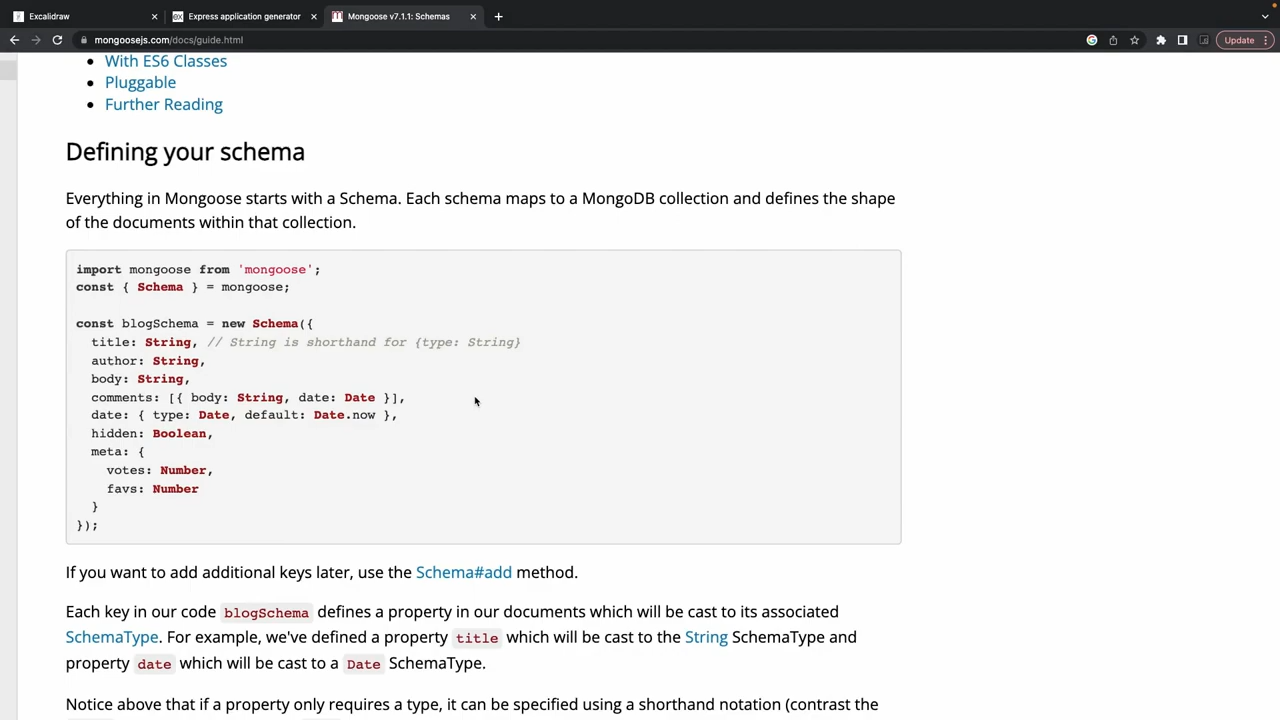 Excalidraw
Express application generator
Mongoose v7.1.1: Schemas
mongoosejs.com/docs/guide.html
Update
With ES6 Classes
Pluggable
Further Reading
Defining your schema
Everything in Mongoose starts with a Schema. Each schema maps to a MongoDB collection and defines the shape
of the documents within that collection.
import mongoose from 'mongoose';
const { Schema } = mongoose;
const blogSchema = new Schema({
title: String, // String is shorthand for {type: String}
author: String,
body: String,
comments: [{ body: String, date: Date }],
date: { type: Date, default: Date.now },
hidden: Boolean,
meta: {
votes: Number,
favs: Number
}
});
If you want to add additional keys later, use the Schema#add method.
Each key in our code blogSchema defines a property in our documents which will be cast to its associated
SchemaType. For example, we've defined a property title which will be cast to the String SchemaType and
property date which will be cast to a Date SchemaType.
Notice above that if a property only requires a type, it can be specified using a shorthand notation (contrast the